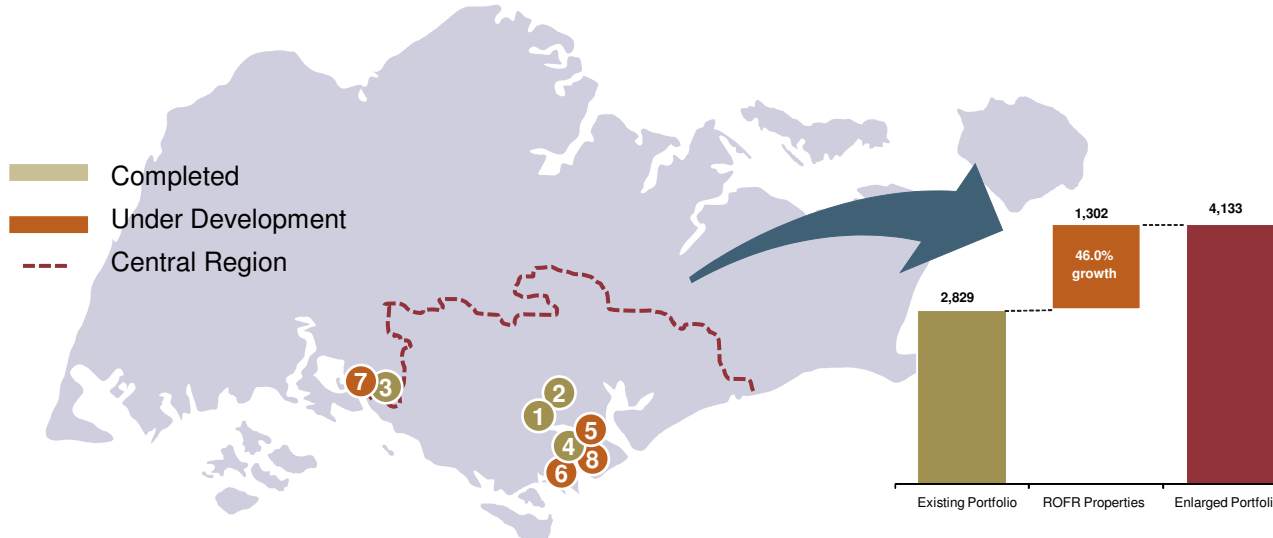 Completed
Under Development
Central Region
7
3
2
1
5
4
8
6
1,302
4,133
46.0%
growth
2,829
Existing Portfolio
ROFR Properties
Enlarged Portfoli